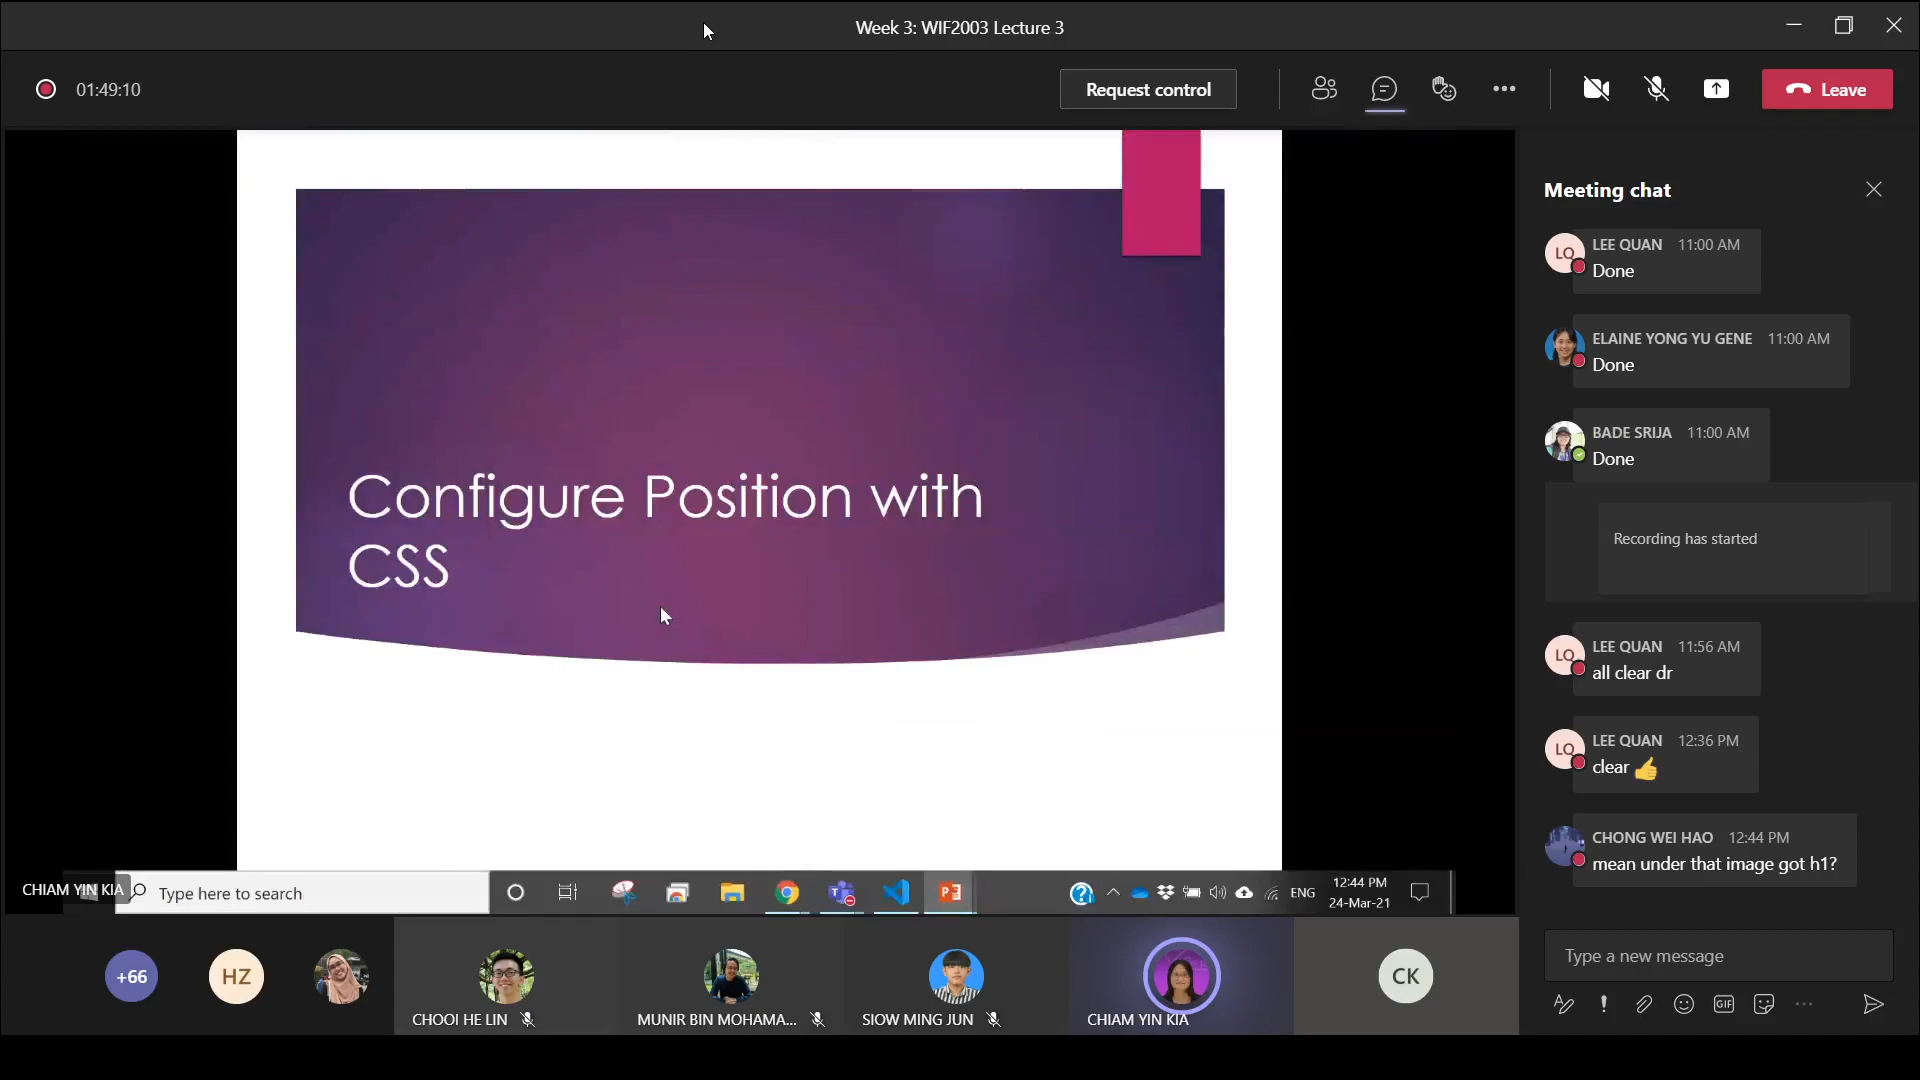 Week 3: WIF2003 Lecture 3
01:49:10
Request control
Leave
Configure Position with
CSS
Meeting chat
LQ
LEE QUAN 11:00 AM
Done
ELAINE YONG YU GENE 11:00 AM
Done
BADE SRIJA 11:00 AM
Done
Recording has started
LQ
LEE QUAN 11:56 AM
all clear dr
LQ
LEE QUAN 12:36 PM
clear 👍
CHONG WEI HAO 12:44 PM
mean under that image got h1?
Type a new message
GIF
CHIAM YIN KIA
Type here to search
ENG
12:44 PM
24-Mar-21
+66
HZ
CK
CHOOI HE LIN
MUNIR BIN MOHAMA...
SIOW MING JUN
CHIAM YIN KIA